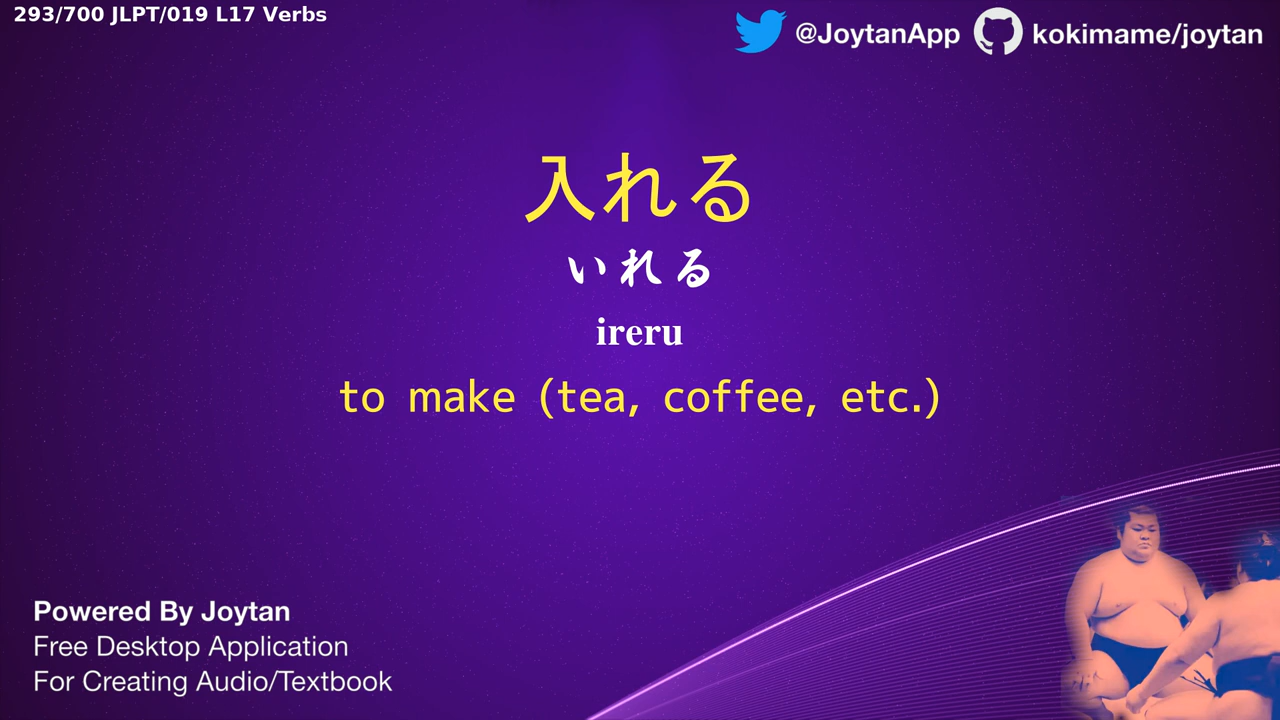 293/700 JLPT/019 L17 Verbs
@JoytanApp kokimame/joytan
入れる
いれる
ireru
to make (tea, coffee, etc.)
Powered By Joytan
Free Desktop Application
For Creating Audio/Textbook